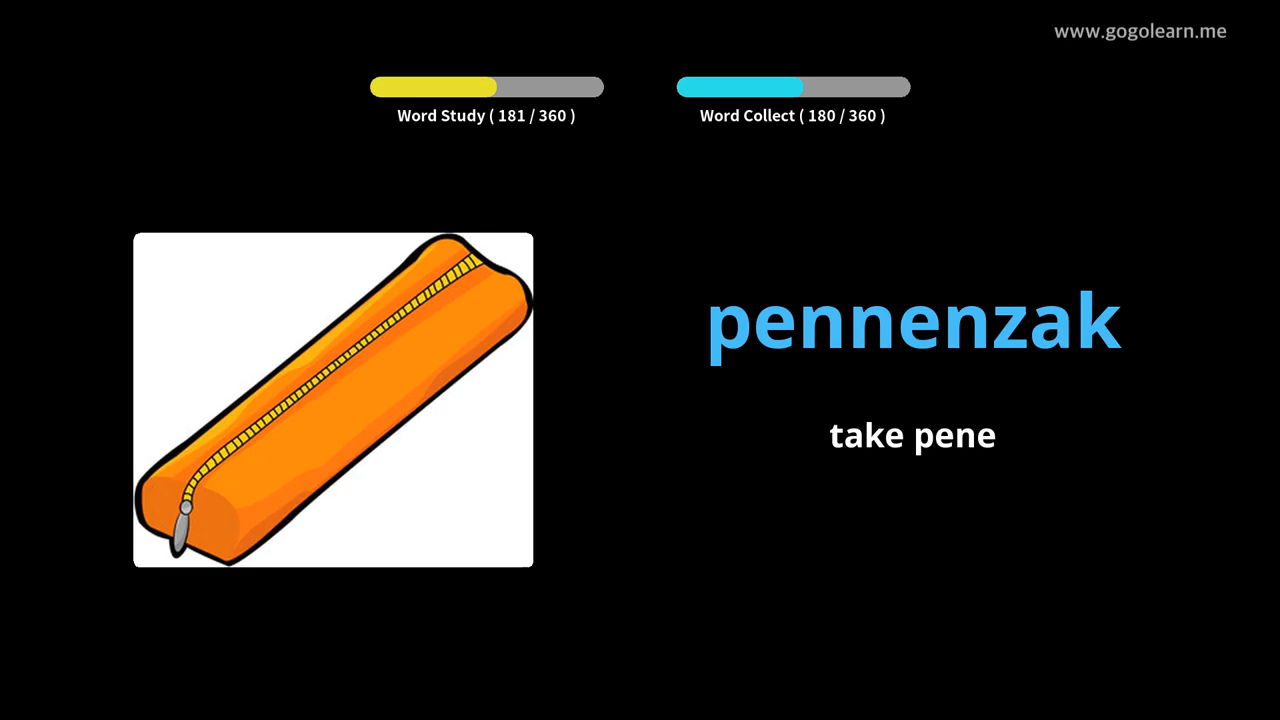 www.gogolearn.me
Word Study ( 181 / 360 )
Word Collect ( 180 / 360 )
pennenzak
take pene